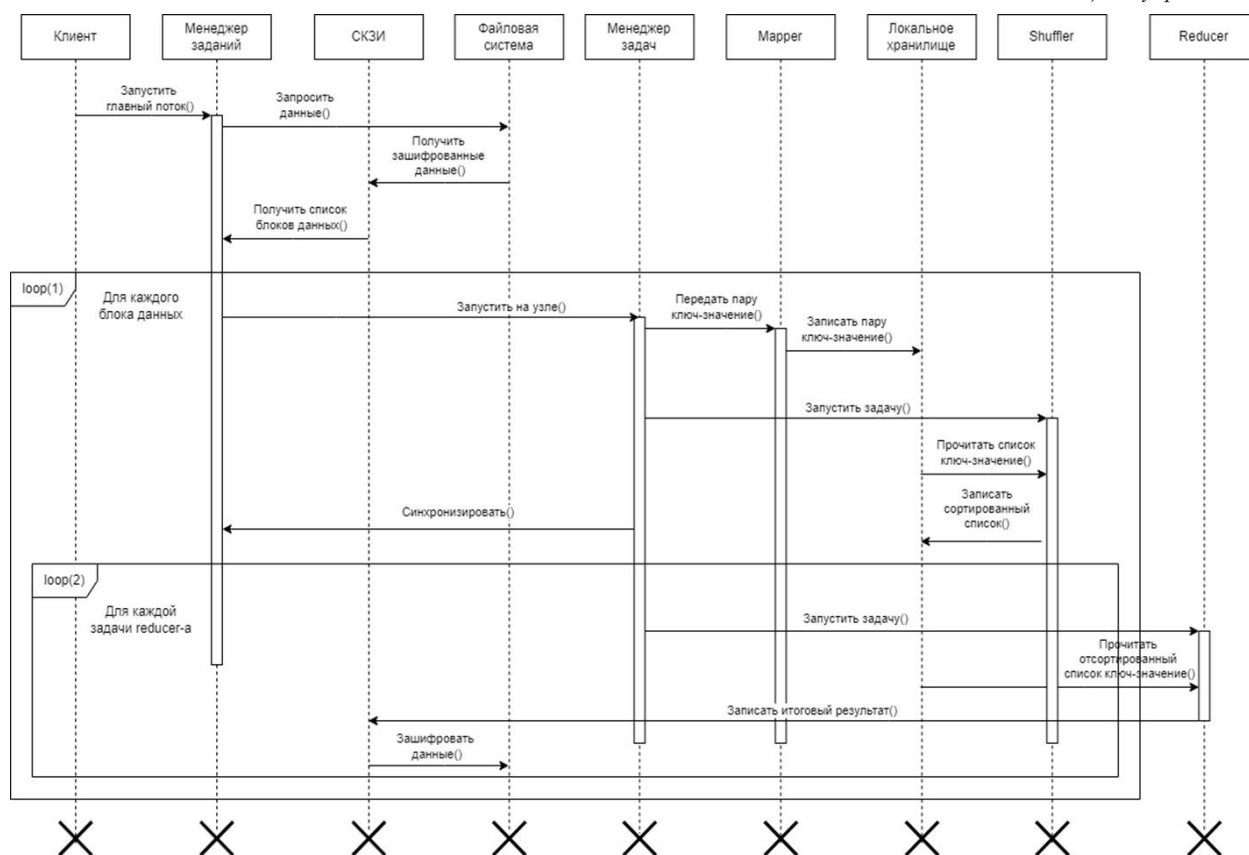 Клиент
Менеджер
заданий
СКЗИ
Файловая
система
Менеджер
задач
Mapper
Локальное
хранилище
Shuffler
Reducer
Запустить
главный поток()
Запросить
данные()
Получить
зашифрованные
данные()
Получить список
блоков данных()
loop(1)
Для каждого
блока данных
Запустить на узле()
Передать пару
ключ-значение()
Записать пару
ключ-значение()
Запустить задачу()
Прочитать список
ключ-значение()
Записать
сортированный
список()
Синхронизировать()
loop(2)
Для каждой
задачи reducer-а
Запустить задачу()
Прочитать
отсортированный
список ключ-значение()
Записать итоговый результат()
Зашифровать
данные()